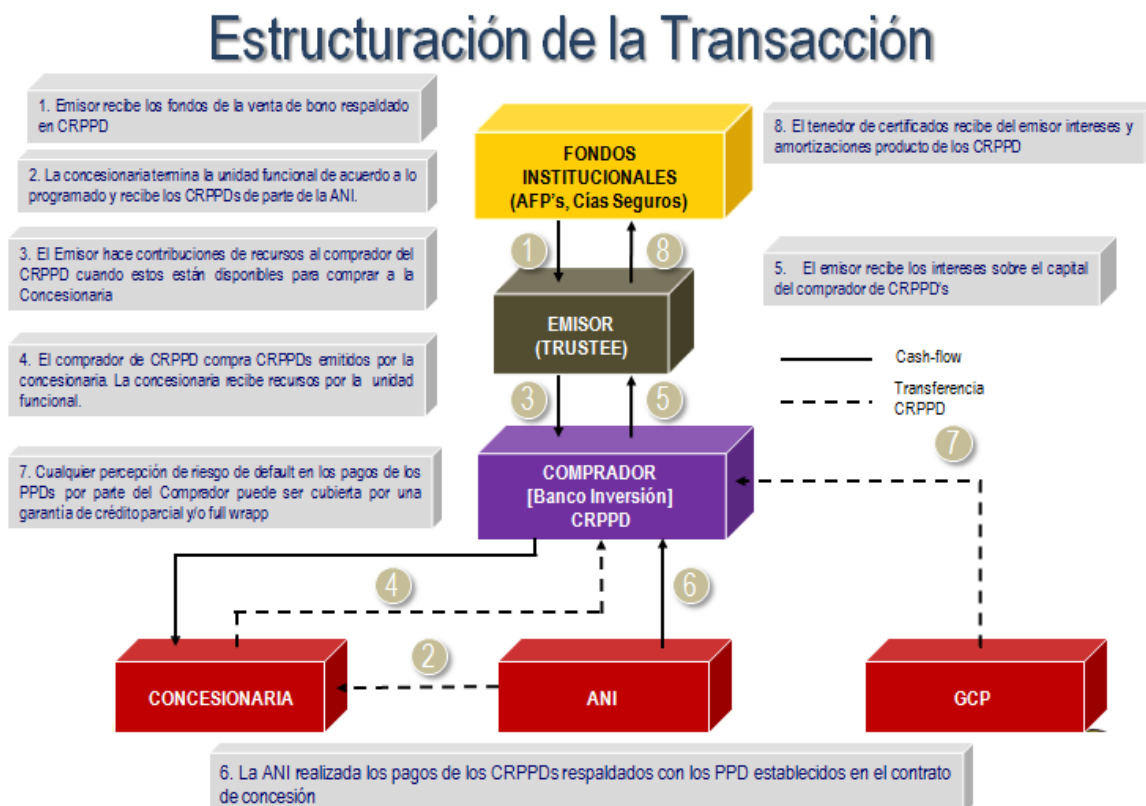 Estructuración de la Transacción
1. Emisor recibe los fondos de la venta de bono respaldado
en CRPPD
2. La concesionaria termina la unidad funcional de acuerdo a lo
programado y recibe los CRPPDs de parte de la ANI.
3. El Emisor hace contribuciones de recursos al comprador del
CRPPD cuando estos están disponibles para comprar a la
Concesionaria
4. El comprador de CRPPD compra CRPPDs emitidos por la
concesionaria. La concesionaria recibe recursos por la unidad
funcional.
7. Cualquier percepción de riesgo de default en los pagos de los
PPDs por parte del Comprador puede ser cubierta por una
garantía de crédito parcial y/o full wrapp
FONDOS
INSTITUCIONALES
(AFP's, Cías Seguros)
1
8
EMISOR
(TRUSTEE)
3
5
COMPRADOR
[Banco Inversión]
CRPPD
8. El tenedor de certificados recibe del emisor intereses y
amortizaciones producto de los CRPPD
5. El emisor recibe los intereses sobre el capital
del comprador de CRPPD's
Cash-flow
Transferencia
CRPPD
7
4
6
2
CONCESIONARIA
ANI
GCP
6. La ANI realizada los pagos de los CRPPDs respaldados con los PPD establecidos en el contrato
de concesión